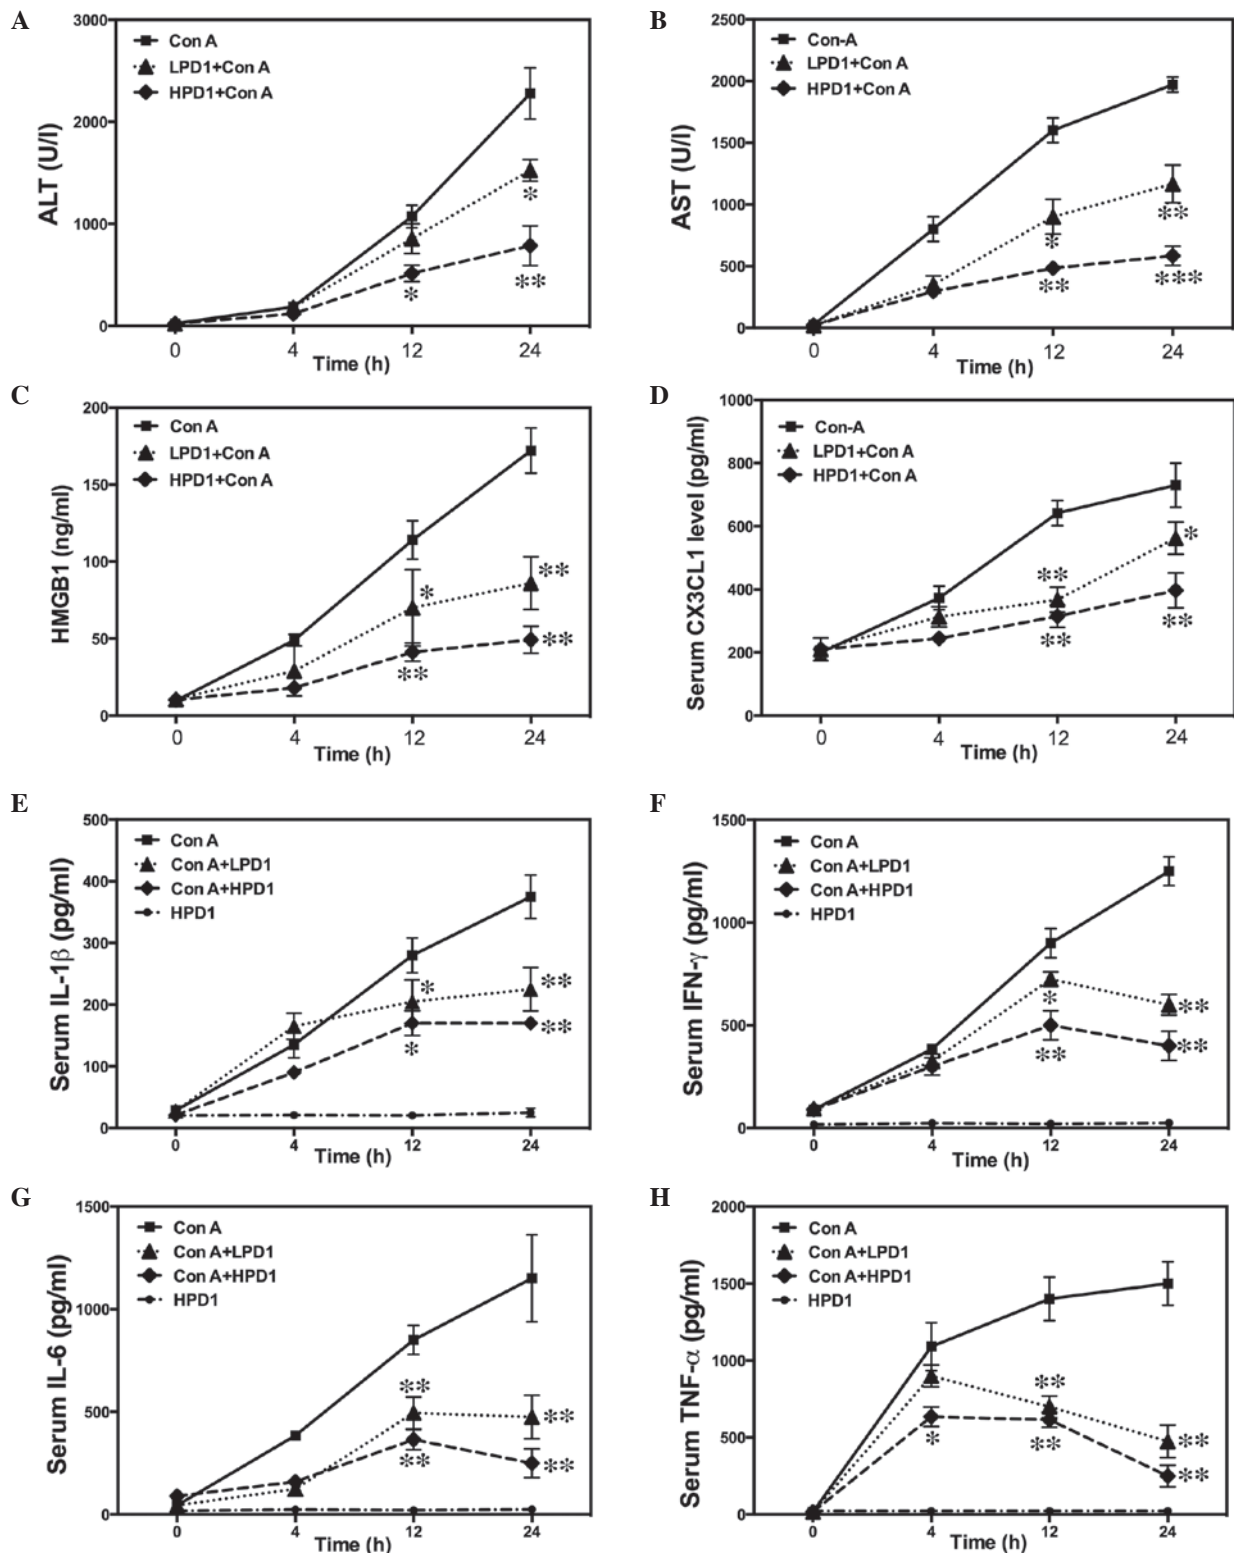 A
3000
2000
1000
0
ALT (U/l)
Con A
LPD1+Con A
HPD1+Con A
*
*
**
0 4 12 24
Time (h)
B
2500
2000
1500
1000
500
0
AST (U/l)
Con-A
LPD1+Con A
HPD1+Con A
*
**
**
***
0 4 12 24
Time (h)
C
200
150
100
50
0
HMGB1 (ng/ml)
Con A
LPD1+Con A
HPD1+Con A
*
**
**
**
0 4 12 24
Time (h)
D
1000
800
600
400
200
0
Serum CX3CL1 level (pg/ml)
Con-A
LPD1+Con A
HPD1+Con A
*
**
**
**
0 4 12 24
Time (h)
E
500
400
300
200
100
0
Serum IL-1β (pg/ml)
Con A
Con A+LPD1
Con A+HPD1
HPD1
*
**
**
*
0 4 12 24
Time (h)
F
1500
1000
500
0
Serum IFN-γ (pg/ml)
Con A
Con A+LPD1
Con A+HPD1
HPD1
*
**
**
**
0 4 12 24
Time (h)
G
1500
1000
500
0
Serum IL-6 (pg/ml)
Con A
Con A+LPD1
Con A+HPD1
HPD1
**
**
**
**
0 4 12 24
Time (h)
H
2000
1500
1000
500
0
Serum TNF-α (pg/ml)
Con A
Con A+LPD1
Con A+HPD1
HPD1
**
*
**
**
**
0 4 12 24
Time (h)